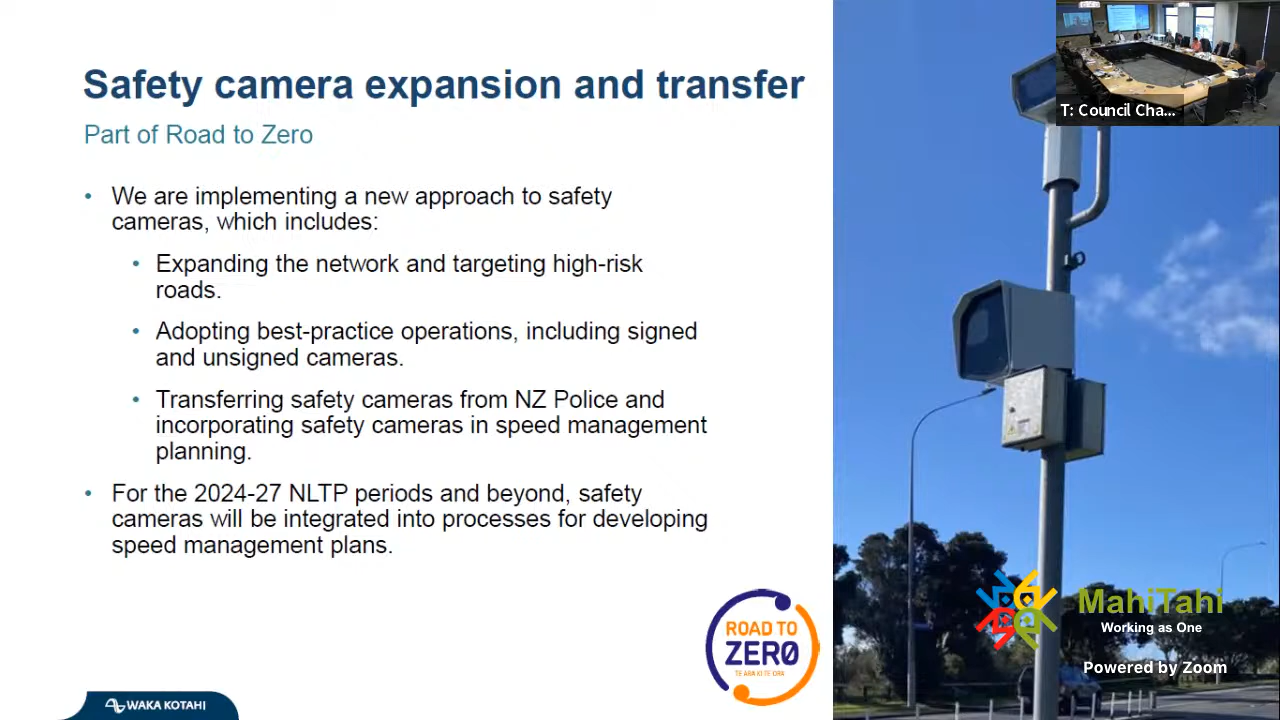 Safety camera expansion and transfer
Part of Road to Zero
• We are implementing a new approach to safety
cameras, which includes:
• Expanding the network and targeting high-risk
roads.
• Adopting best-practice operations, including signed
and unsigned cameras.
• Transferring safety cameras from NZ Police and
incorporating safety cameras in speed management
planning.
• For the 2024-27 NLTP periods and beyond, safety
cameras will be integrated into processes for developing
speed management plans.
ROAD TO
ZERO
TE ARA KI TE ORA
WAKA KOTAHI
T: Council Cha...
MahiTahi
Working as One
Powered by Zoom